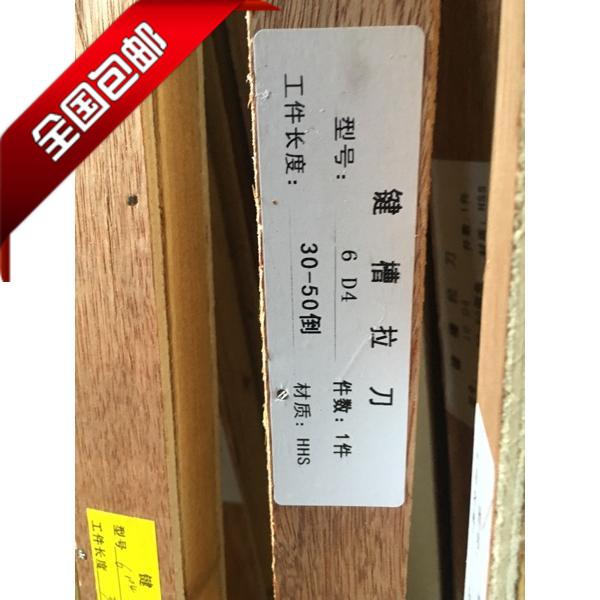 全国包邮
键槽拉刀
型号: 6 D4 件数: 1件
工件长度: 30-50倒 材质: HHS
键
型号
工件长度